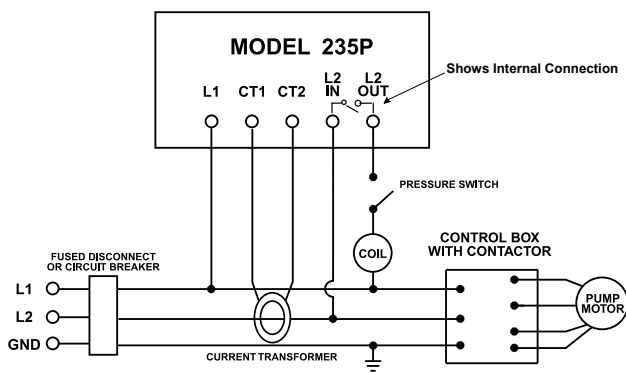 MODEL 235P
L1 CT1 CT2 L2 IN L2 OUT
Shows Internal Connection
PRESSURE SWITCH
COIL
FUSED DISCONNECT
OR CIRCUIT BREAKER
CONTROL BOX
WITH CONTACTOR
L1
L2
GND
PUMP
MOTOR
CURRENT TRANSFORMER